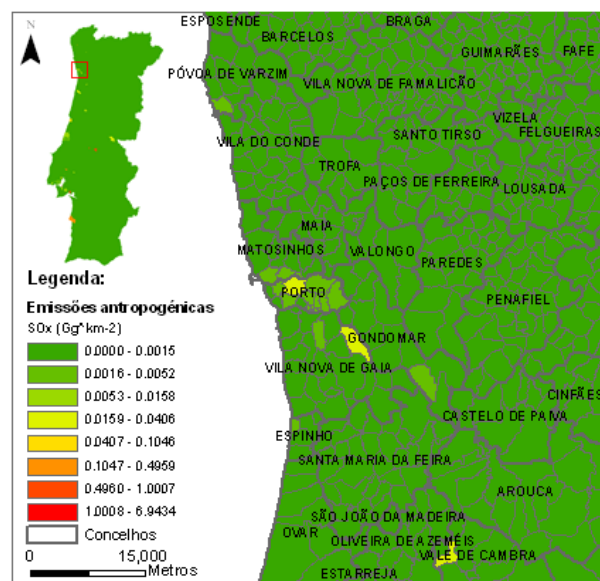 N
ESPOSENDE
BRAGA
BARCELOS
GUIMARÃES
FAFE
PÓVOA DE VARZIM
VILA NOVA DE FAMALICÃO
VIZELA
FELGUEIRAS
SANTO TIRSO
VILA DO CONDE
TROFA
PAÇOS DE FERREIRA
LOUSADA
MAIA
MATOSINHOS
VALONGO
PAREDES
PORTO
PENAFIEL
GONDOMAR
VILA NOVA DE GAIA
CINFÃES
CASTELO DE PAIVA
ESPINHO
SANTA MARIA DA FEIRA
AROUCA
SÃO JOÃO DA MADEIRA
OVAR
OLIVEIRA DE AZEMÉIS
VALE DE CAMBRA
ESTARREJA
Legenda:
Emissões antropogénicas
SOx (Gg^km-2)
0.0000 - 0.0015
0.0016 - 0.0052
0.0053 - 0.0158
0.0159 - 0.0406
0.0407 - 0.1046
0.1047 - 0.4959
0.4960 - 1.0007
1.0008 - 6.9434
Concelhos
0 15,000
Metros